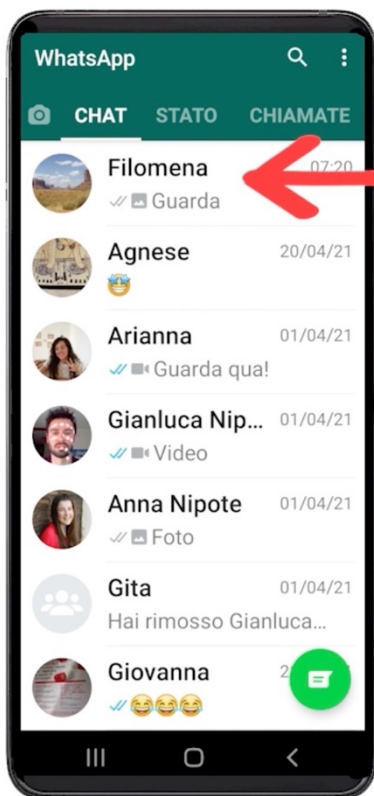 WhatsApp
CHAT STATO CHIAMATE
Filomena 07:20
Guarda
Agnese 20/04/21
🤩
Arianna 01/04/21
Guarda qua!
Gianluca Nip... 01/04/21
Video
Anna Nipote 01/04/21
Foto
Gita 01/04/21
Hai rimosso Gianluca...
Giovanna
😂😂😂